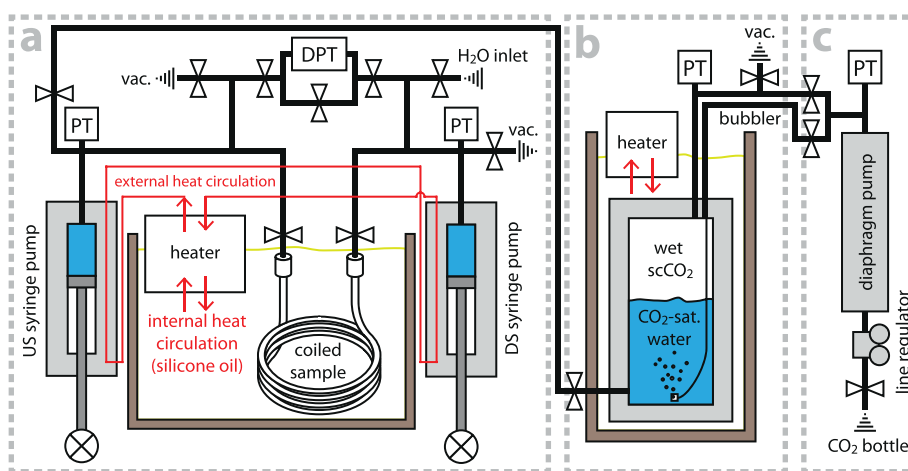 a
b
c
DPT
vac.
H₂O inlet
PT
PT
vac.
external heat circulation
heater
internal heat
circulation
(silicone oil)
coiled
sample
US syringe pump
DS syringe pump
vac.
PT
PT
bubbler
heater
wet
scCO₂
CO₂-sat.
water
diaphragm pump
line regulator
CO₂ bottle